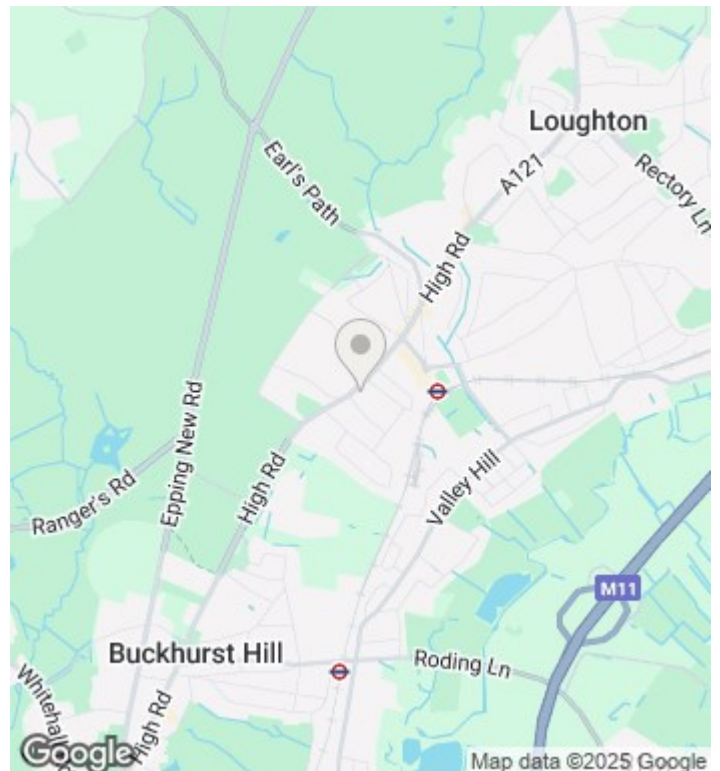 Loughton
Earl's Path
A121
Rectory Ln
High Rd
Ranger's Rd
Epping New Rd
High Rd
Valley Hill
M11
Buckhurst Hill
Roding Ln
High Rd
Google
Map data ©2025 Google